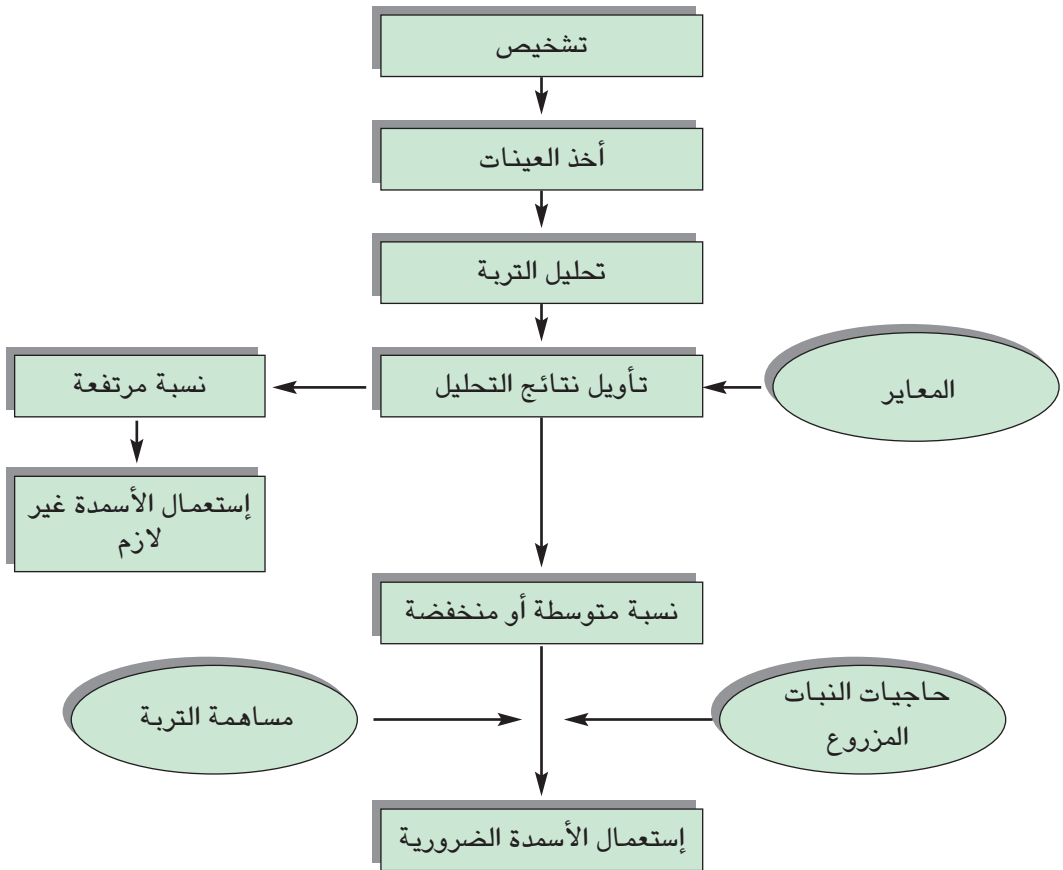 تشخيص
أخذ العينات
تحليل التربة
المعاير
تأويل نتائج التحليل
نسبة مرتفعة
إستعمال الأسمدة غير
لازم
نسبة متوسطة أو منخفضة
حاجيات النبات
المزروع
مساهمة التربة
إستعمال الأسمدة الضرورية